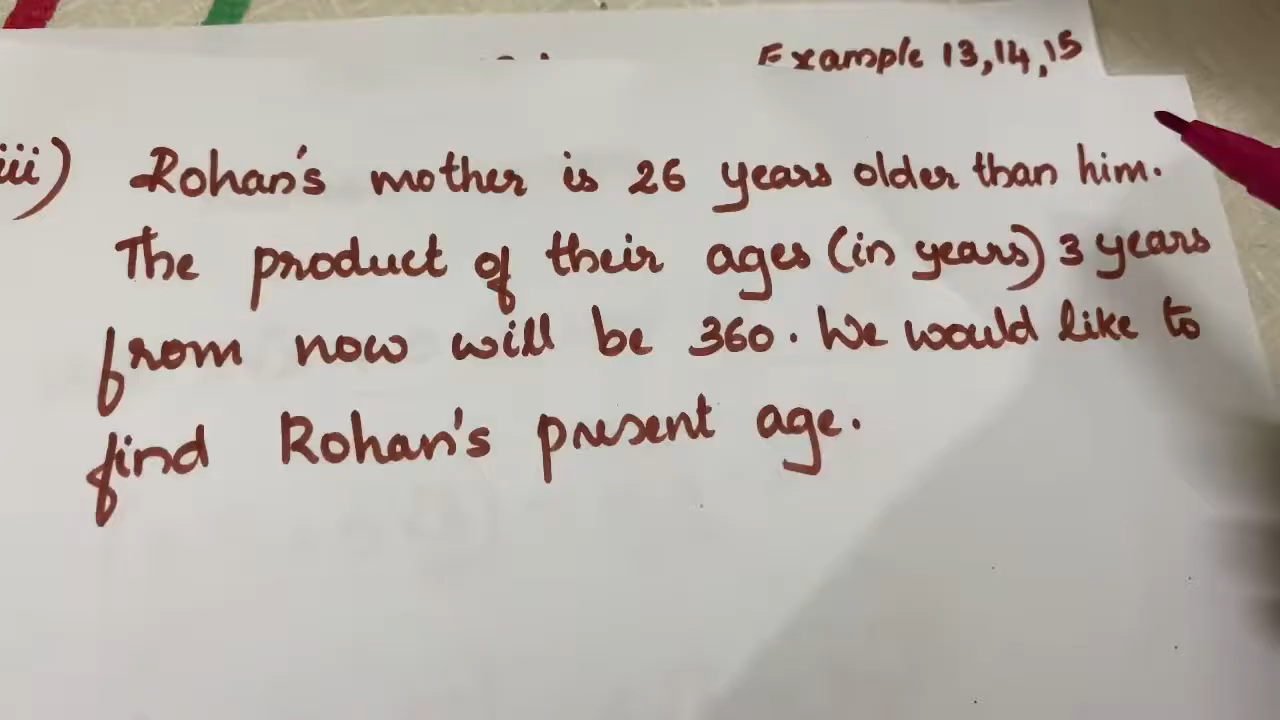 Example 13,14,15
iii) Rohan's mother is 26 years older than him.
The product of their ages (in years) 3 years
from now will be 360. We would like to
find Rohan's present age.